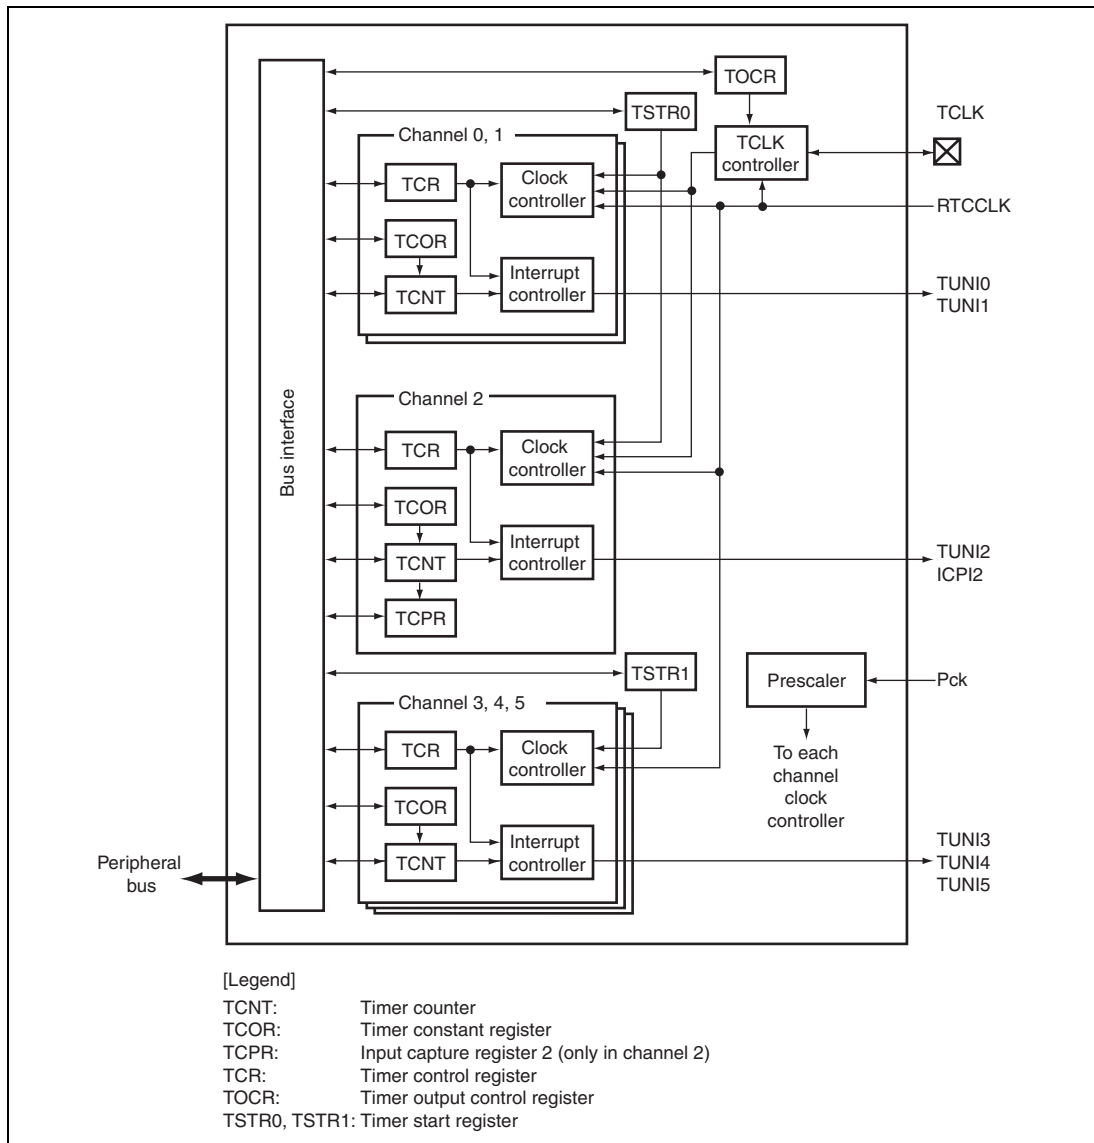 TOCR
TSTR0
TCLK
Channel 0, 1
TCLK
controller
TCR
Clock
controller
RTCCLK
TCOR
Interrupt
controller
TCNT
TUNI0
TUNI1
Bus interface
Channel 2
TCR
Clock
controller
TCOR
Interrupt
controller
TCNT
TUNI2
ICPI2
TCPR
TSTR1
Prescaler
Pck
Channel 3, 4, 5
TCR
Clock
controller
To each
channel
clock
controller
TCOR
Interrupt
controller
TCNT
TUNI3
TUNI4
TUNI5
Peripheral
bus
[Legend]
TCNT: Timer counter
TCOR: Timer constant register
TCPR: Input capture register 2 (only in channel 2)
TCR: Timer control register
TOCR: Timer output control register
TSTR0, TSTR1: Timer start register